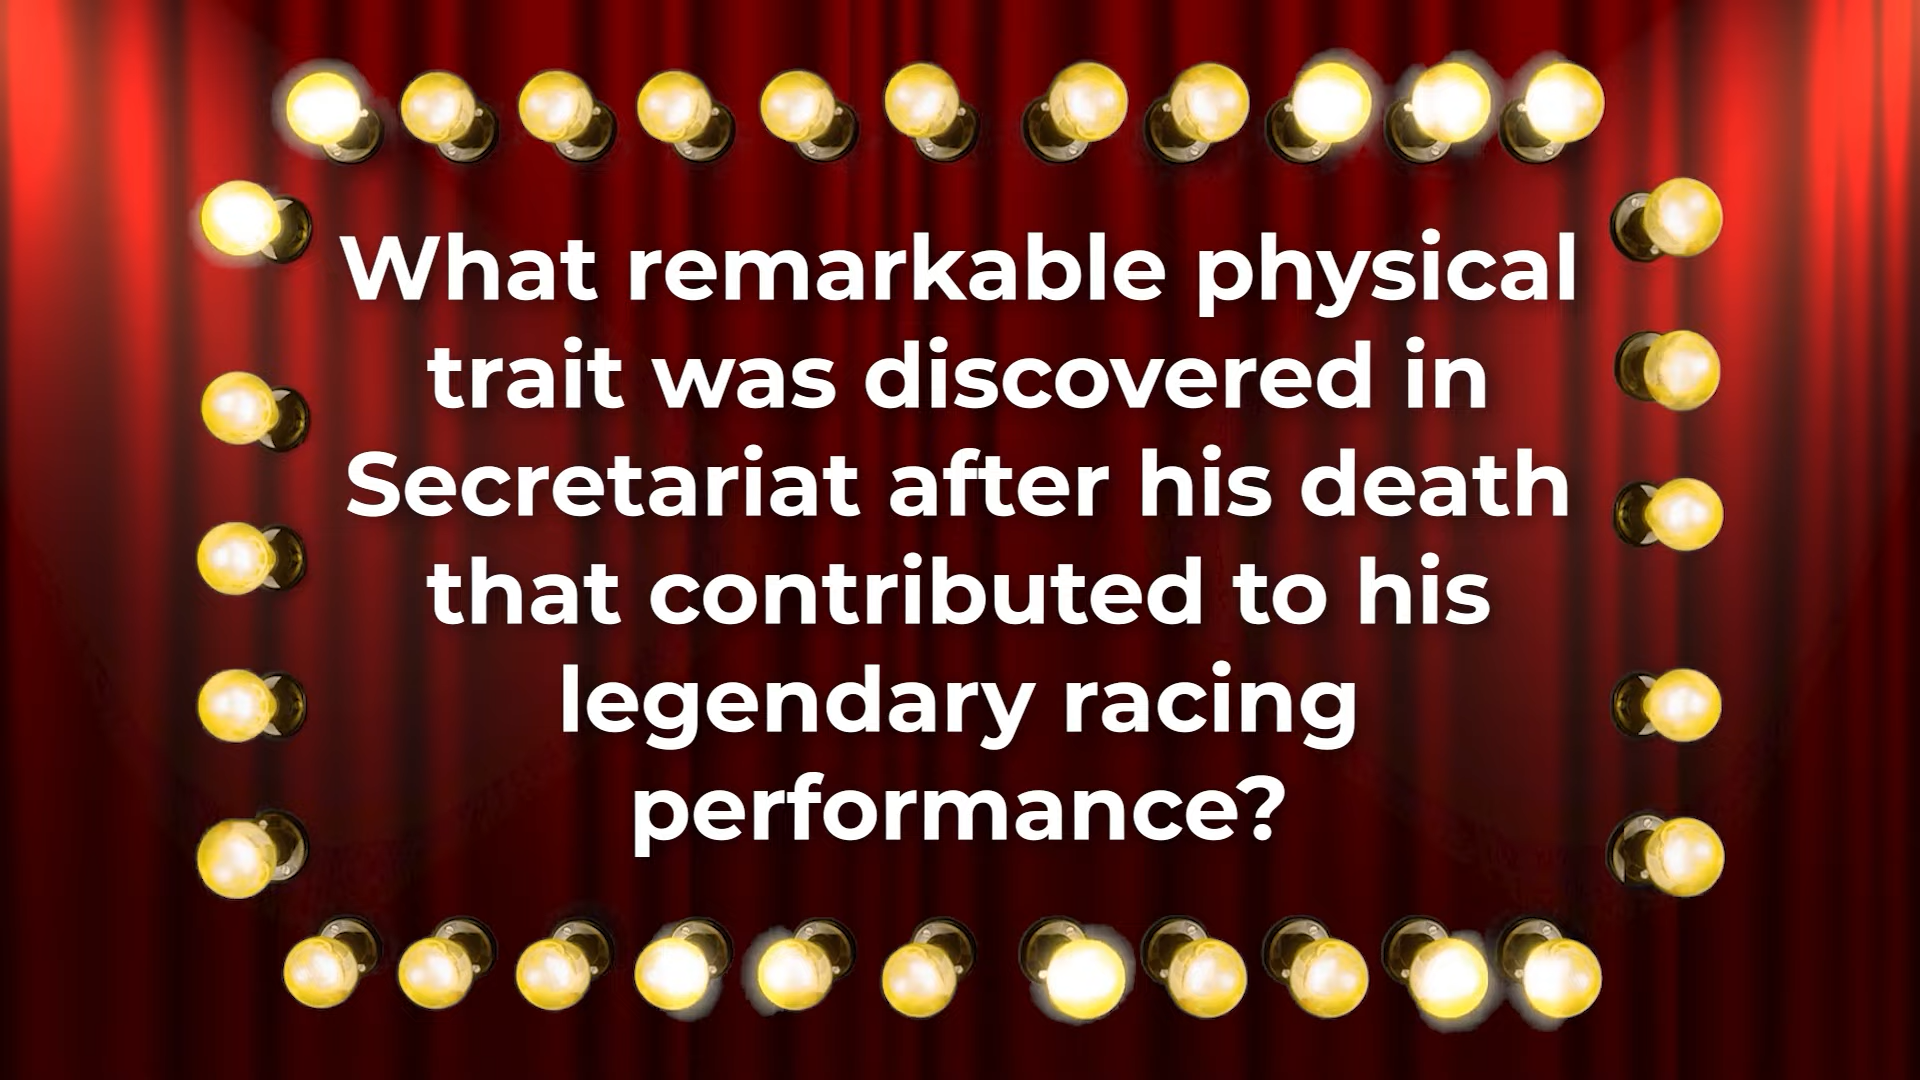 What remarkable physical
trait was discovered in
Secretariat after his death
that contributed to his
legendary racing
performance?